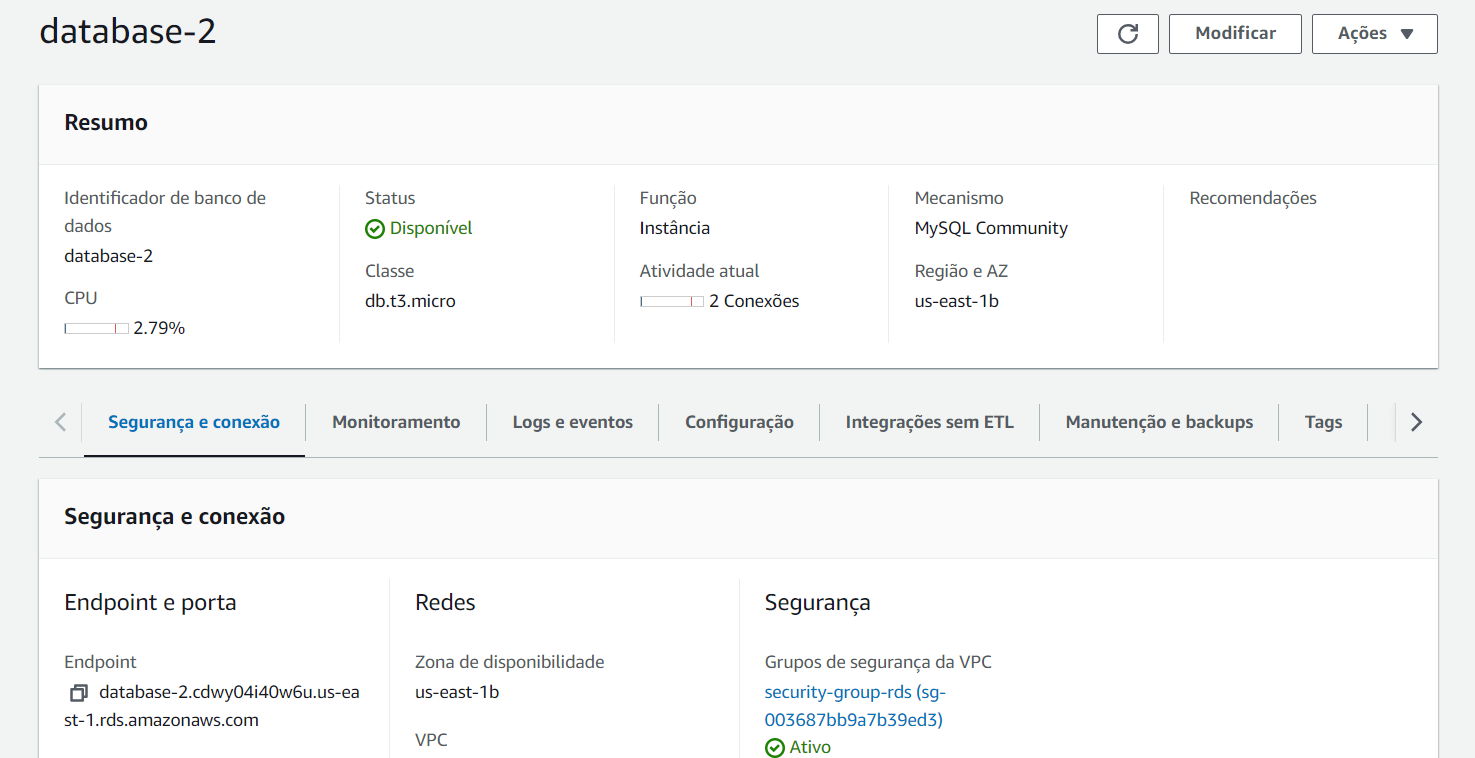 database-2
Modificar
Ações
Resumo
Identificador de banco de
dados
database-2
CPU
2.79%
Status
Disponível
Classe
db.t3.micro
Função
Instância
Atividade atual
2 Conexões
Mecanismo
MySQL Community
Região e AZ
us-east-1b
Recomendações
Segurança e conexão
Monitoramento
Logs e eventos
Configuração
Integrações sem ETL
Manutenção e backups
Tags
Segurança e conexão
Endpoint e porta
Endpoint
database-2.cdwy04i40w6u.us-ea
st-1.rds.amazonaws.com
Redes
Zona de disponibilidade
us-east-1b
VPC
Segurança
Grupos de segurança da VPC
security-group-rds (sg-
003687bb9a7b39ed3)
Ativo